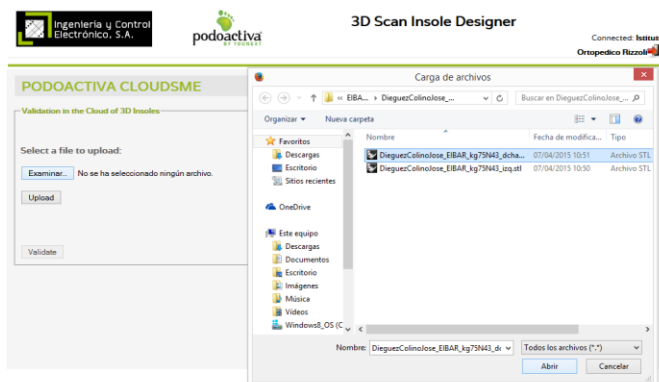 Ingeniería y Control
Electrónico, S.A.
podoactiva
BY YOUNEXT
3D Scan Insole Designer
Connected: Istitut
Ortopedico Rizzoli
PODOACTIVA CLOUDSME
Validation in the Cloud of 3D Insoles
Select a file to upload:
Examinar... No se ha seleccionado ningún archivo.
Upload
Validate
Carga de archivos
« EIBA... › DieguezColinoJose_...
Buscar en DieguezColinoJose_...
Organizar
Nueva carpeta
Nombre
Fecha de modifica...
Tipo
Favoritos
Descargas
Escritorio
Sitios recientes
OneDrive
Este equipo
Descargas
Documentos
Escritorio
Imágenes
Música
Vídeos
Windows8_OS (C
DieguezColinoJose_EIBAR_kg75N43_dcha... 07/04/2015 10:51 Archivo STL
DieguezColinoJose_EIBAR_kg75N43_izq.stl 07/04/2015 10:50 Archivo STL
Nombre: DieguezColinoJose_EIBAR_kg75N43_dc
Todos los archivos (*.*)
Abrir
Cancelar